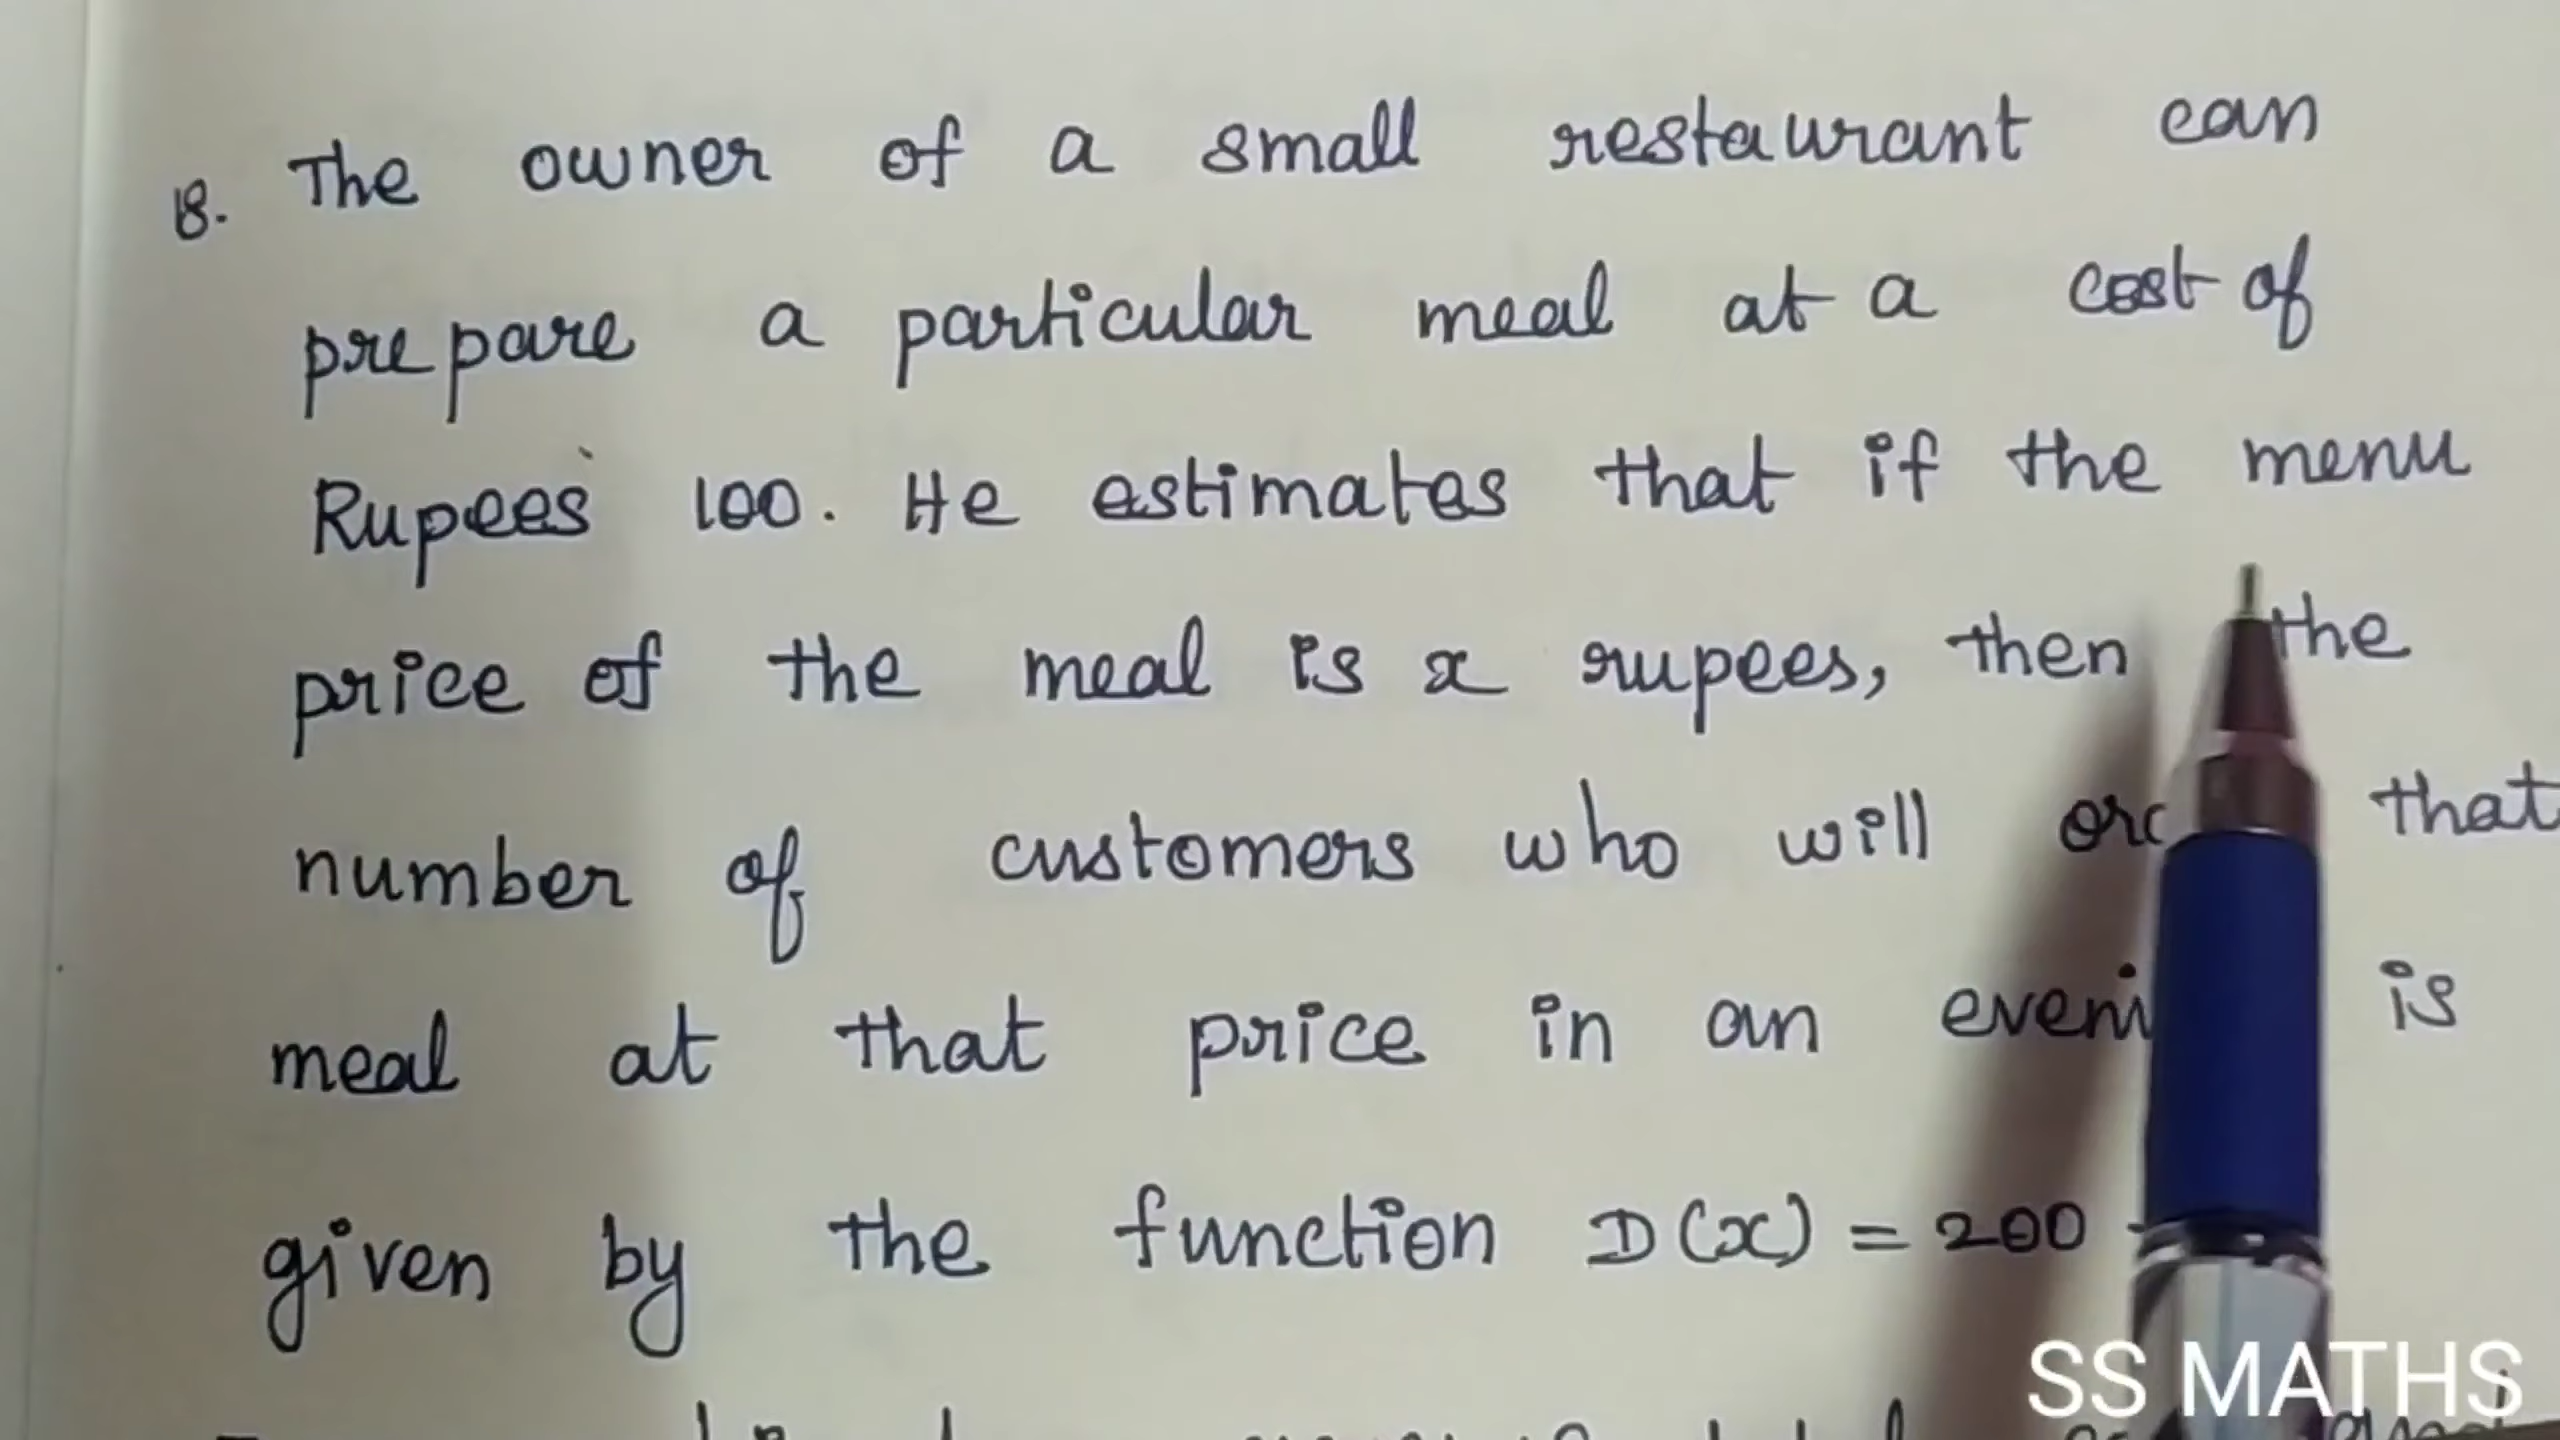 18. The owner of a small restaurant can
prepare a particular meal at a cost of
Rupees 100. He estimates that if the menu
price of the meal is x rupees, then the
number of customers who will that
meal at that price in an is
given by the function D(x) = 200
SS MATHS